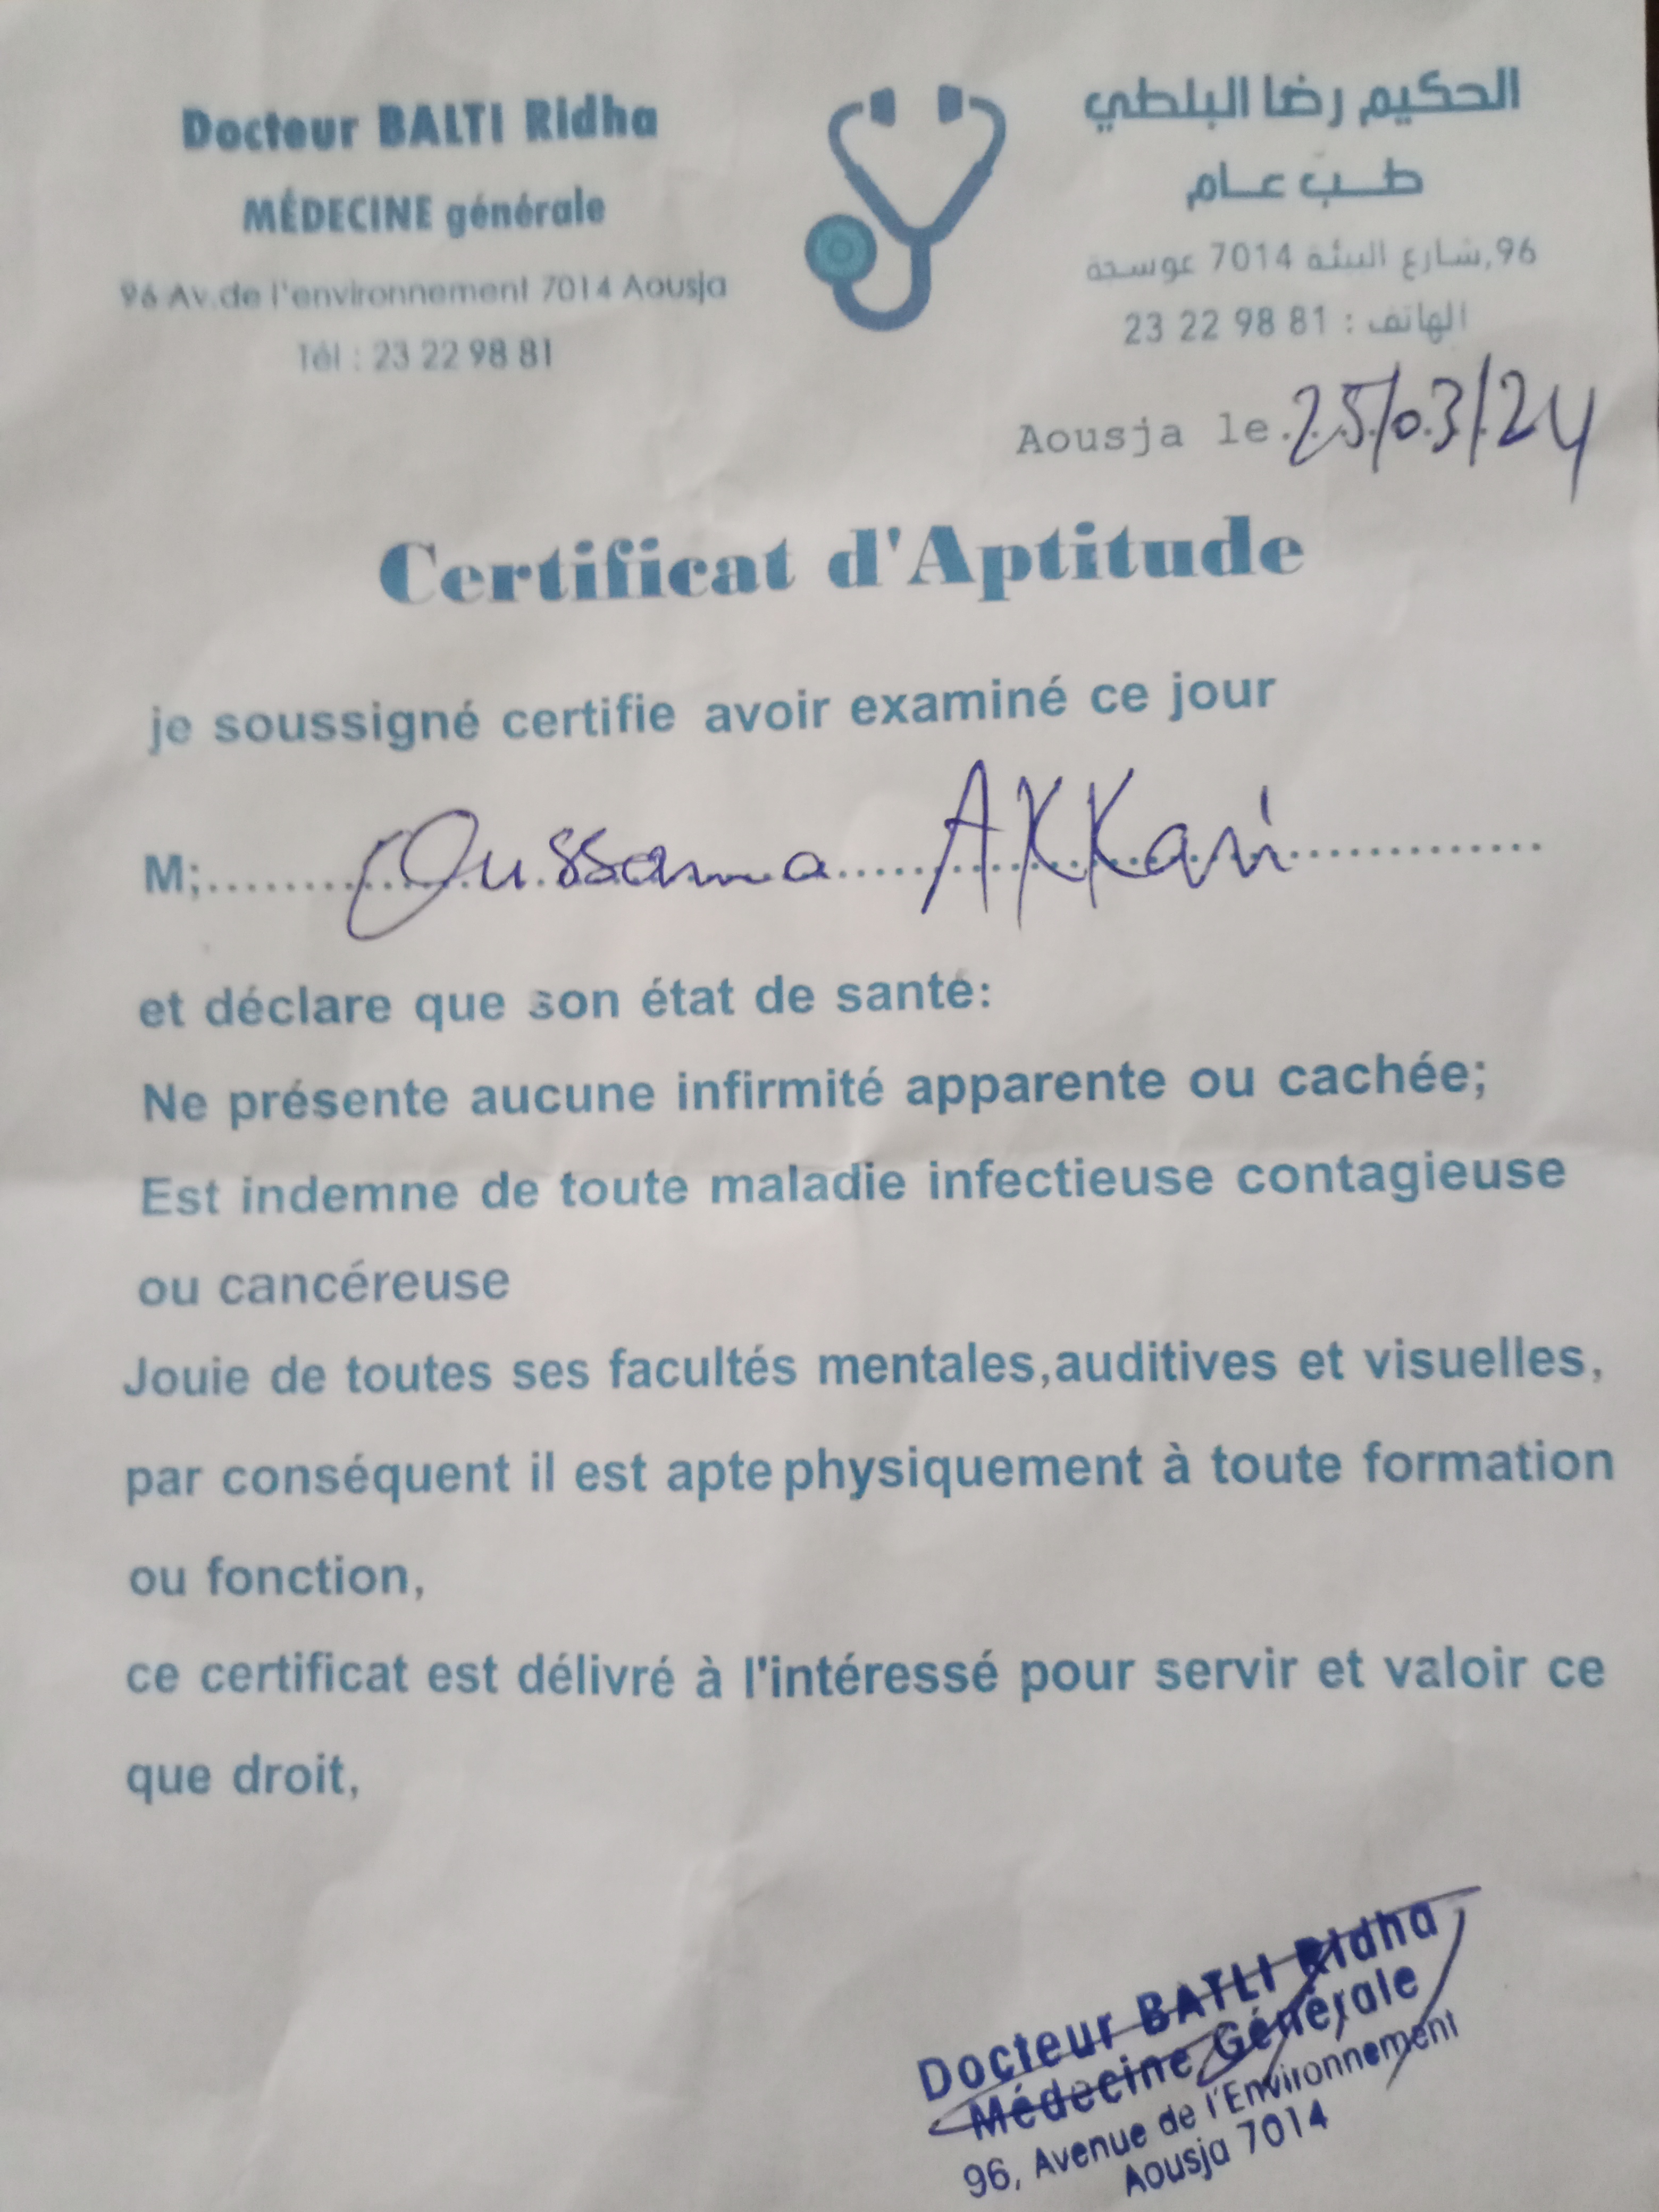 Docteur BALTI Ridha
MÉDECINE générale
96 Av.de l'environnement 7014 Aousja
Tél : 23 22 98 81
الحكيم رضا البلطي
طب عام
96,شارع البيئة 7014 عوسجة
الهاتف : 23 22 98 81
Aousja le 25/03/24
Certificat d'Aptitude
je soussigné certifie avoir examiné ce jour
M;......Oussama......AKKari......
et déclare que son état de santé:
Ne présente aucune infirmité apparente ou cachée;
Est indemne de toute maladie infectieuse contagieuse
ou cancéreuse
Jouie de toutes ses facultés mentales,auditives et visuelles,
par conséquent il est apte physiquement à toute formation
ou fonction,
ce certificat est délivré à l'intéressé pour servir et valoir ce
que droit,
Docteur BATLI Ridha
Médecine Générale
96, Avenue de l'Environnement
Aousja 7014